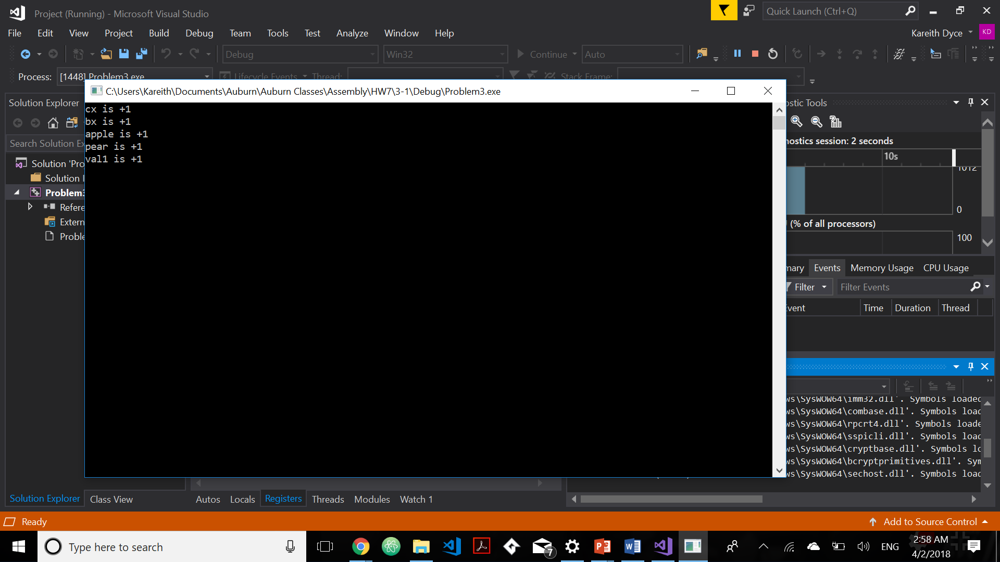 Project (Running) - Microsoft Visual Studio
Quick Launch (Ctrl+Q)
File Edit View Project Build Debug Team Tools Test Analyze Window Help
Kareith Dyce KD
Debug Win32 Continue Auto
Process: [1448] Problem3.exe Lifecycle Events Thread: Stack Frame:
C:\Users\Kareith\Documents\Auburn\Auburn Classes\Assembly\HW7\3-1\Debug\Problem3.exe
cx is +1
bx is +1
apple is +1
pear is +1
val1 is +1
Solution Explorer
Search Solution Ex
Solution 'Pro
Solution I
Problem3
Refere
Extern
Proble
Solution Explorer Class View
Autos Locals Registers Threads Modules Watch 1
ostic Tools
nostics session: 2 seconds
10s
1012
0
(% of all processors)
100
mary Events Memory Usage CPU Usage
Filter Filter Events
Event Time Duration Thread
ws\SysWOW64\imm32.dll'. Symbols loaded
ws\SysWOW64\combase.dll'. Symbols load
ws\SysWOW64\rpcrt4.dll'. Symbols loade
ws\SysWOW64\sspicli.dll'. Symbols load
ws\SysWOW64\cryptbase.dll'. Symbols lo
ws\SysWOW64\bcryptprimitives.dll'. Sym
ws\SysWOW64\sechost.dll'. Symbols load
Ready
Add to Source Control
Type here to search
7
ENG
2:58 AM
4/2/2018